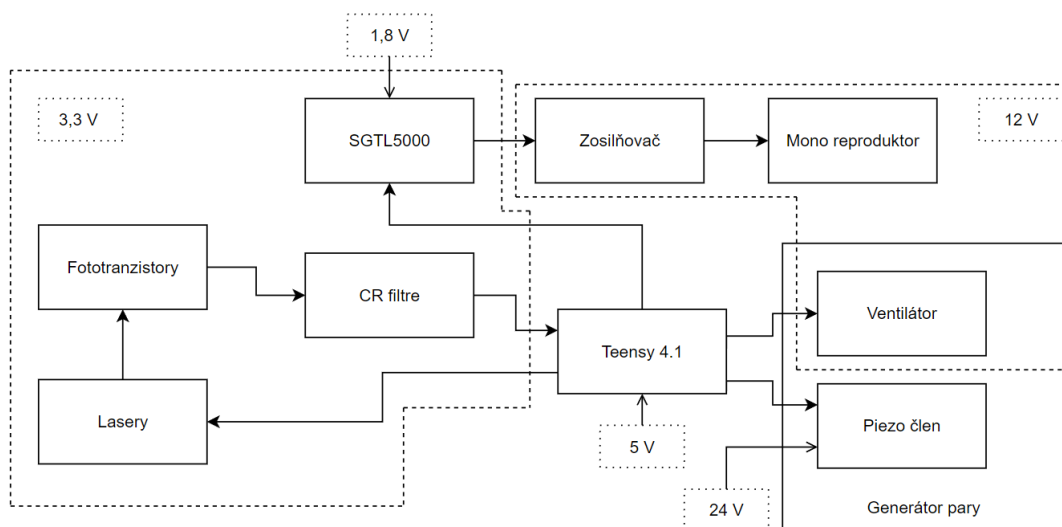 1,8 V
3,3 V
SGTL5000
Zosilňovač
Mono reproduktor
12 V
Fototranzistory
CR filtre
Teensy 4.1
Ventilátor
Lasery
Piezo člen
5 V
24 V
Generátor pary